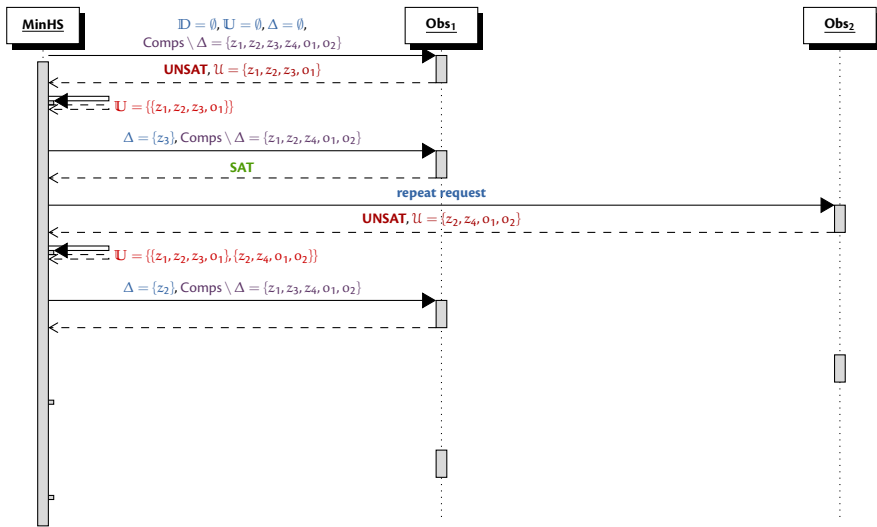 MinHS
Obs₁
Obs₂
𝔻 = ∅, 𝕌 = ∅, Δ = ∅,
Comps \ Δ = {z₁, z₂, z₃, z₄, o₁, o₂}
UNSAT, 𝒰 = {z₁, z₂, z₃, o₁}
𝕌 = {{z₁, z₂, z₃, o₁}}
Δ = {z₃}, Comps \ Δ = {z₁, z₂, z₄, o₁, o₂}
SAT
repeat request
UNSAT, 𝒰 = {z₂, z₄, o₁, o₂}
𝕌 = {{z₁, z₂, z₃, o₁}, {z₂, z₄, o₁, o₂}}
Δ = {z₂}, Comps \ Δ = {z₁, z₃, z₄, o₁, o₂}